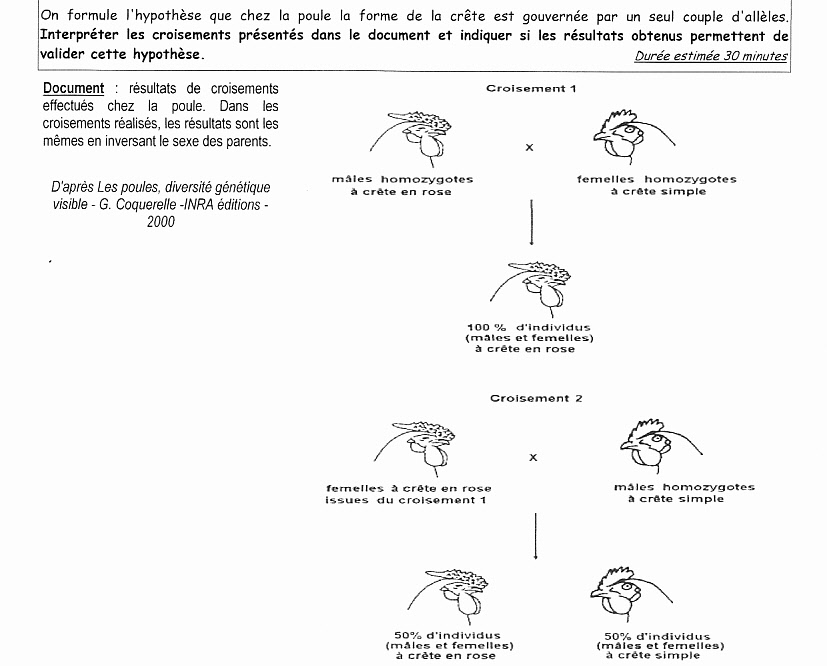 On formule l'hypothèse que chez la poule la forme de la crête est gouvernée par un seul couple d'allèles.
Interpréter les croisements présentés dans le document et indiquer si les résultats obtenus permettent de
valider cette hypothèse. Durée estimée 30 minutes
Document : résultats de croisements
effectués chez la poule. Dans les
croisements réalisés, les résultats sont les
mêmes en inversant le sexe des parents.
D'après Les poules, diversité génétique
visible - G. Coquerelle -INRA éditions -
2000
Croisement 1
x
mâles homozygotes
à crête en rose
femelles homozygotes
à crête simple
100 % d'individus
(mâles et femelles)
à crête en rose
Croisement 2
x
femelles à crête en rose
issues du croisement 1
mâles homozygotes
à crête simple
50% d'individus
(mâles et femelles)
à crête en rose
50% d'individus
(mâles et femelles)
à crête simple